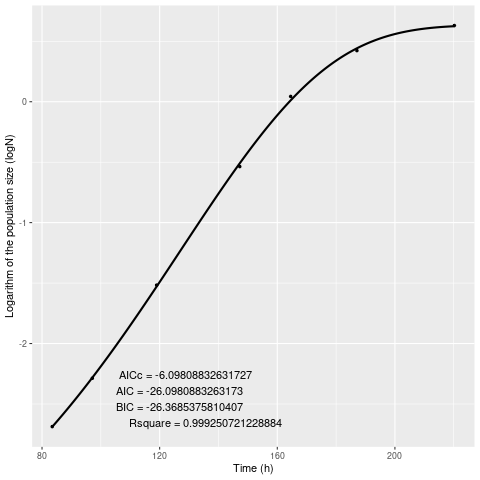 Logarithm of the population size (logN)
0
-1
-2
AICc = -6.09808832631727
AIC = -26.0980883263173
BIC = -26.3685375810407
Rsquare = 0.999250721228884
80 120 160 200
Time (h)